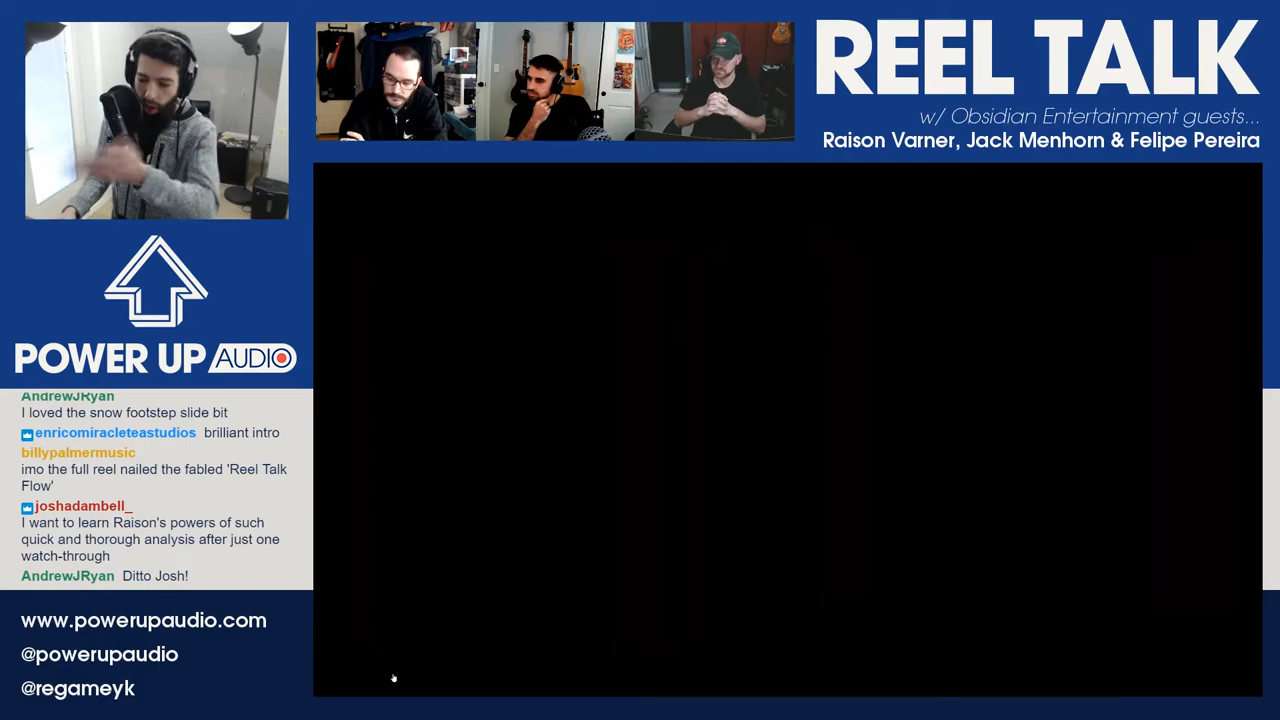 REEL TALK
w/ Obsidian Entertainment guests...
Raison Varner, Jack Menhorn & Felipe Pereira
POWER UP AUDIO
AndrewJRyan
I loved the snow footstep slide bit
enricomiracleteastudios brilliant intro
billypalmermusic
imo the full reel nailed the fabled 'Reel Talk
Flow'
joshadambell_
I want to learn Raison's powers of such
quick and thorough analysis after just one
watch-through
AndrewJRyan Ditto Josh!
www.powerupaudio.com
@powerupaudio
@regameyk